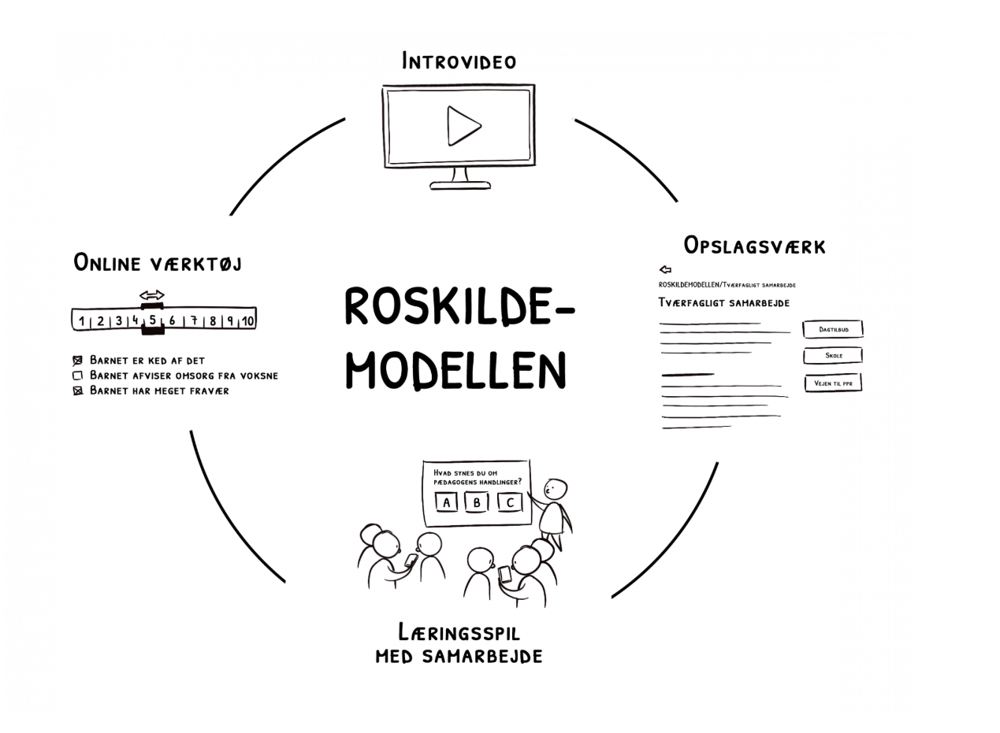 INTROVIDEO
OPSLAGSVÆRK
ROSKILDEMODELLEN/TVÆRFAGLIGT SAMARBEJDE
TVÆRFAGLIGT SAMARBEJDE
DAGTILBUD
SKOLE
VEJEN TIL PPR
ONLINE VÆRKTØJ
1 2 3 4 5 6 7 8 9 10
BARNET ER KED AF DET
BARNET AFVISER OMSORG FRA VOKSNE
BARNET HAR MEGET FRAVÆR
ROSKILDE-
MODELLEN
HVAD SYNES DU OM
PÆDAGOGENS HANDLINGER?
A B C
LÆRINGSSPIL
MED SAMARBEJDE